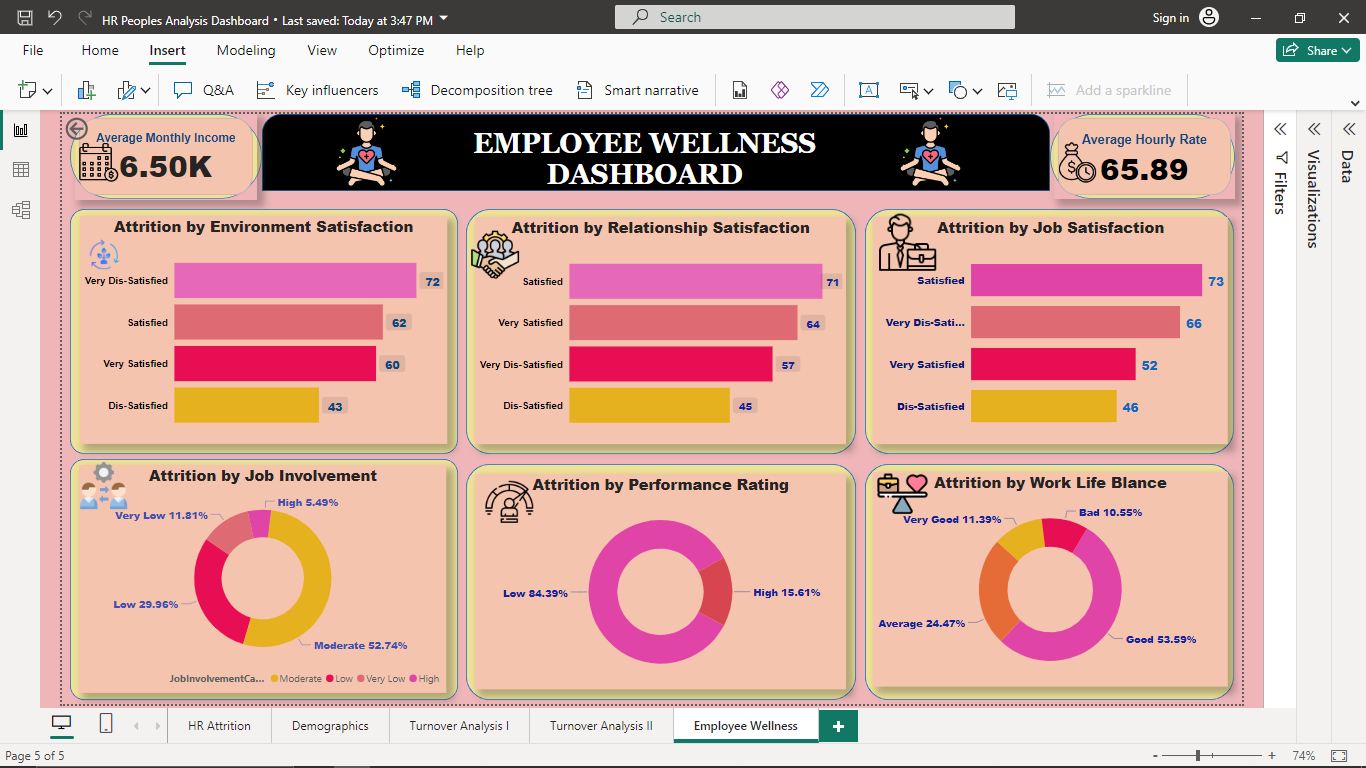 HR Peoples Analysis Dashboard • Last saved: Today at 3:47 PM
Search
Sign in
File
Home
Insert
Modeling
View
Optimize
Help
Share
Q&A
Key influencers
Decomposition tree
Smart narrative
Add a sparkline
Average Monthly Income
6.50K
EMPLOYEE WELLNESS
DASHBOARD
Average Hourly Rate
65.89
Filters
Visualizations
Data
Attrition by Environment Satisfaction
Very Dis-Satisfied
72
Satisfied
62
Very Satisfied
60
Dis-Satisfied
43
Attrition by Relationship Satisfaction
Satisfied
71
Very Satisfied
64
Very Dis-Satisfied
57
Dis-Satisfied
45
Attrition by Job Satisfaction
Satisfied
73
Very Dis-Sati...
66
Very Satisfied
52
Dis-Satisfied
46
Attrition by Job Involvement
High 5.49%
Very Low 11.81%
Low 29.96%
Moderate 52.74%
JobInvolvementCa... Moderate Low Very Low High
Attrition by Performance Rating
Low 84.39%
High 15.61%
Attrition by Work Life Blance
Bad 10.55%
Very Good 11.39%
Average 24.47%
Good 53.59%
HR Attrition
Demographics
Turnover Analysis I
Turnover Analysis II
Employee Wellness
+
Page 5 of 5
- + 74%